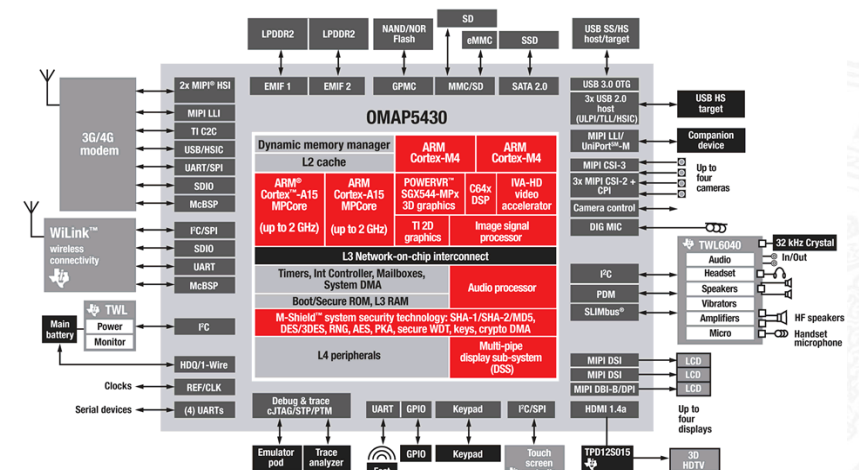 SD
LPDDR2
LPDDR2
NAND/NOR
Flash
eMMC
SSD
USB SS/HS
host/target
2x MIPI® HSI
EMIF 1
EMIF 2
GPMC
MMC/SD
SATA 2.0
USB 3.0 OTG
3x USB 2.0
host
(ULPI/TLL/HSIC)
USB HS
target
3G/4G
modem
MIPI LLI
TI C2C
USB/HSIC
UART/SPI
SDIO
McBSP
OMAP5430
MIPI LLI/
UniPort℠-M
Companion
device
MIPI CSI-3
3x MIPI CSI-2 +
CPI
Up to
four
cameras
Camera control
DIG MIC
Dynamic memory manager
L2 cache
ARM
Cortex-M4
ARM
Cortex-M4
ARM®
Cortex™-A15
MPCore
(up to 2 GHz)
ARM
Cortex-A15
MPCore
(up to 2 GHz)
POWERVR™
SGX544-MPx
3D graphics
C64x
DSP
IVA-HD
video
accelerator
TI 2D
graphics
Image signal
processor
L3 Network-on-chip interconnect
Timers, Int Controller, Mailboxes,
System DMA
Boot/Secure ROM, L3 RAM
Audio processor
M-Shield™ system security technology: SHA-1/SHA-2/MD5,
DES/3DES, RNG, AES, PKA, secure WDT, keys, crypto DMA
L4 peripherals
Multi-pipe
display sub-system
(DSS)
WiLink™
wireless
connectivity
I²C/SPI
SDIO
UART
McBSP
TWL6040
32 kHz Crystal
Audio
In/Out
Headset
Speakers
Vibrators
Amplifiers
HF speakers
Micro
Handset
microphone
I²C
PDM
SLIMbus®
Main
battery
TWL
Power
Monitor
I²C
HDQ/1-Wire
Clocks
REF/CLK
Serial devices
(4) UARTs
MIPI DSI
LCD
MIPI DSI
LCD
MIPI DBI-B/DPI
LCD
HDMI 1.4a
Up to
four
displays
Debug & trace
cJTAG/STP/PTM
UART
GPIO
Keypad
I²C/SPI
Emulator
pod
Trace
analyzer
GPIO
Keypad
Touch
screen
TPD12S015
3D
HDTV